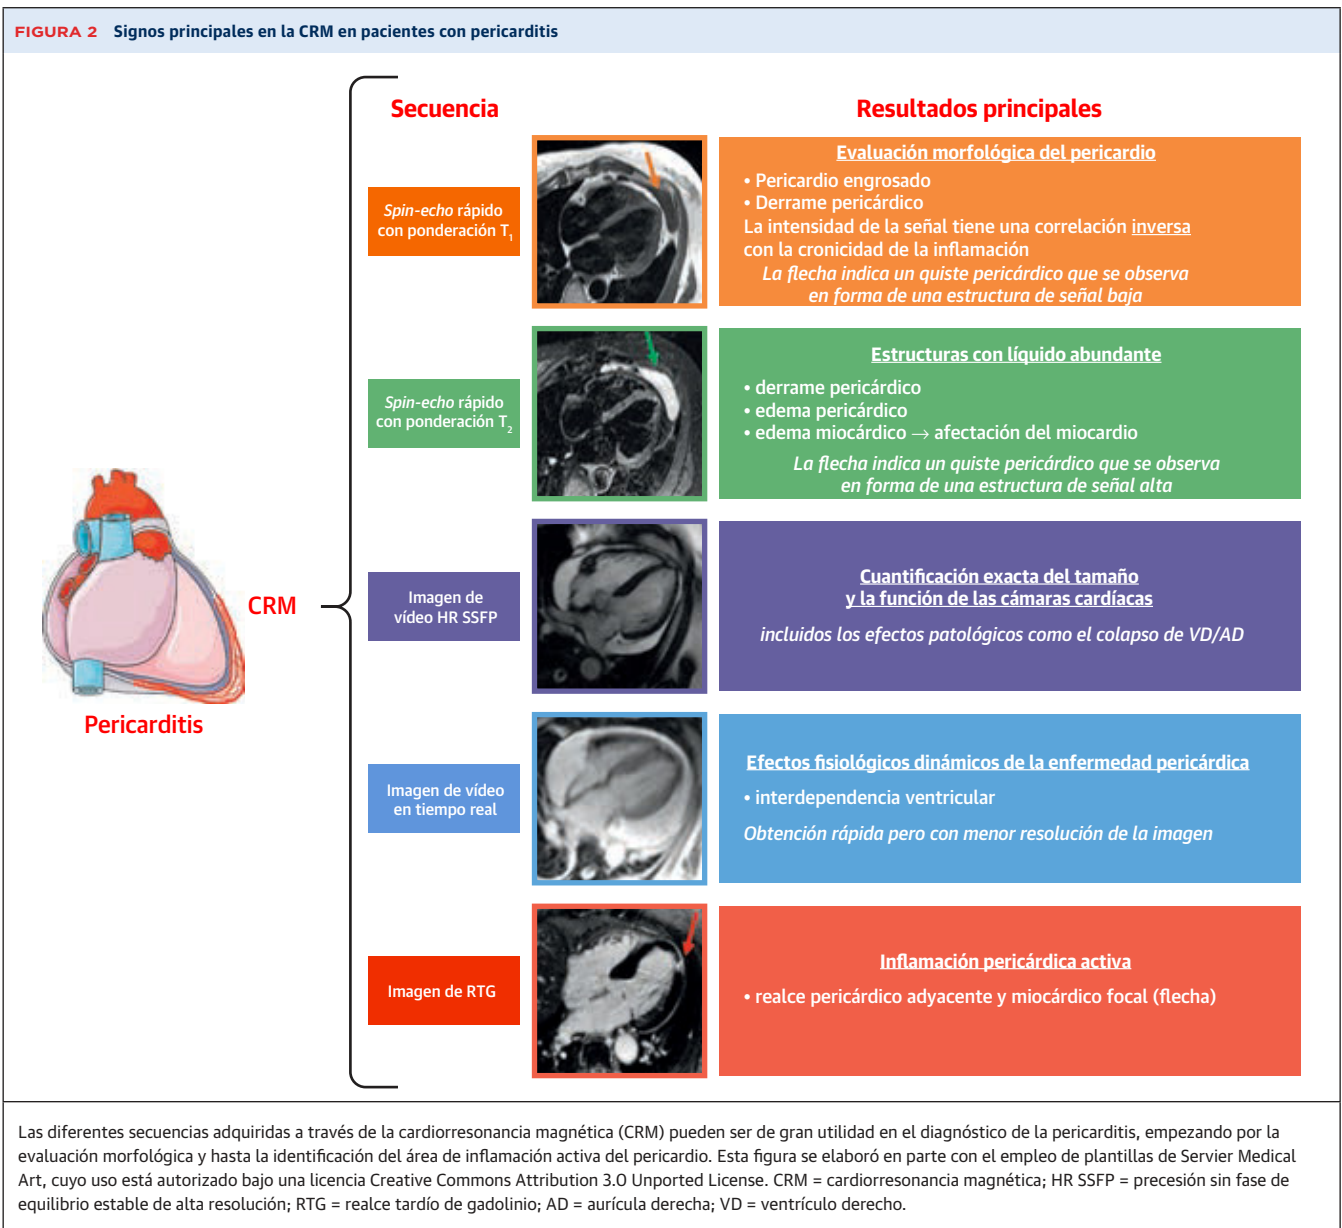 FIGURA 2 Signos principales en la CRM en pacientes con pericarditis
Secuencia
Resultados principales
Spin-echo rápido
con ponderación T1
Evaluación morfológica del pericardio
• Pericardio engrosado
• Derrame pericárdico
La intensidad de la señal tiene una correlación inversa
con la cronicidad de la inflamación
La flecha indica un quiste pericárdico que se observa
en forma de una estructura de señal baja
Spin-echo rápido
con ponderación T2
Estructuras con líquido abundante
• derrame pericárdico
• edema pericárdico
• edema miocárdico → afectación del miocardio
La flecha indica un quiste pericárdico que se observa
en forma de una estructura de señal alta
Pericarditis
CRM
Imagen de
vídeo HR SSFP
Cuantificación exacta del tamaño
y la función de las cámaras cardíacas
incluidos los efectos patológicos como el colapso de VD/AD
Imagen de vídeo
en tiempo real
Efectos fisiológicos dinámicos de la enfermedad pericárdica
• interdependencia ventricular
Obtención rápida pero con menor resolución de la imagen
Imagen de RTG
Inflamación pericárdica activa
• realce pericárdico adyacente y miocárdico focal (flecha)
Las diferentes secuencias adquiridas a través de la cardiorresonancia magnética (CRM) pueden ser de gran utilidad en el diagnóstico de la pericarditis, empezando por la
evaluación morfológica y hasta la identificación del área de inflamación activa del pericardio. Esta figura se elaboró en parte con el empleo de plantillas de Servier Medical
Art, cuyo uso está autorizado bajo una licencia Creative Commons Attribution 3.0 Unported License. CRM = cardiorresonancia magnética; HR SSFP = precesión sin fase de
equilibrio estable de alta resolución; RTG = realce tardío de gadolinio; AD = aurícula derecha; VD = ventrículo derecho.